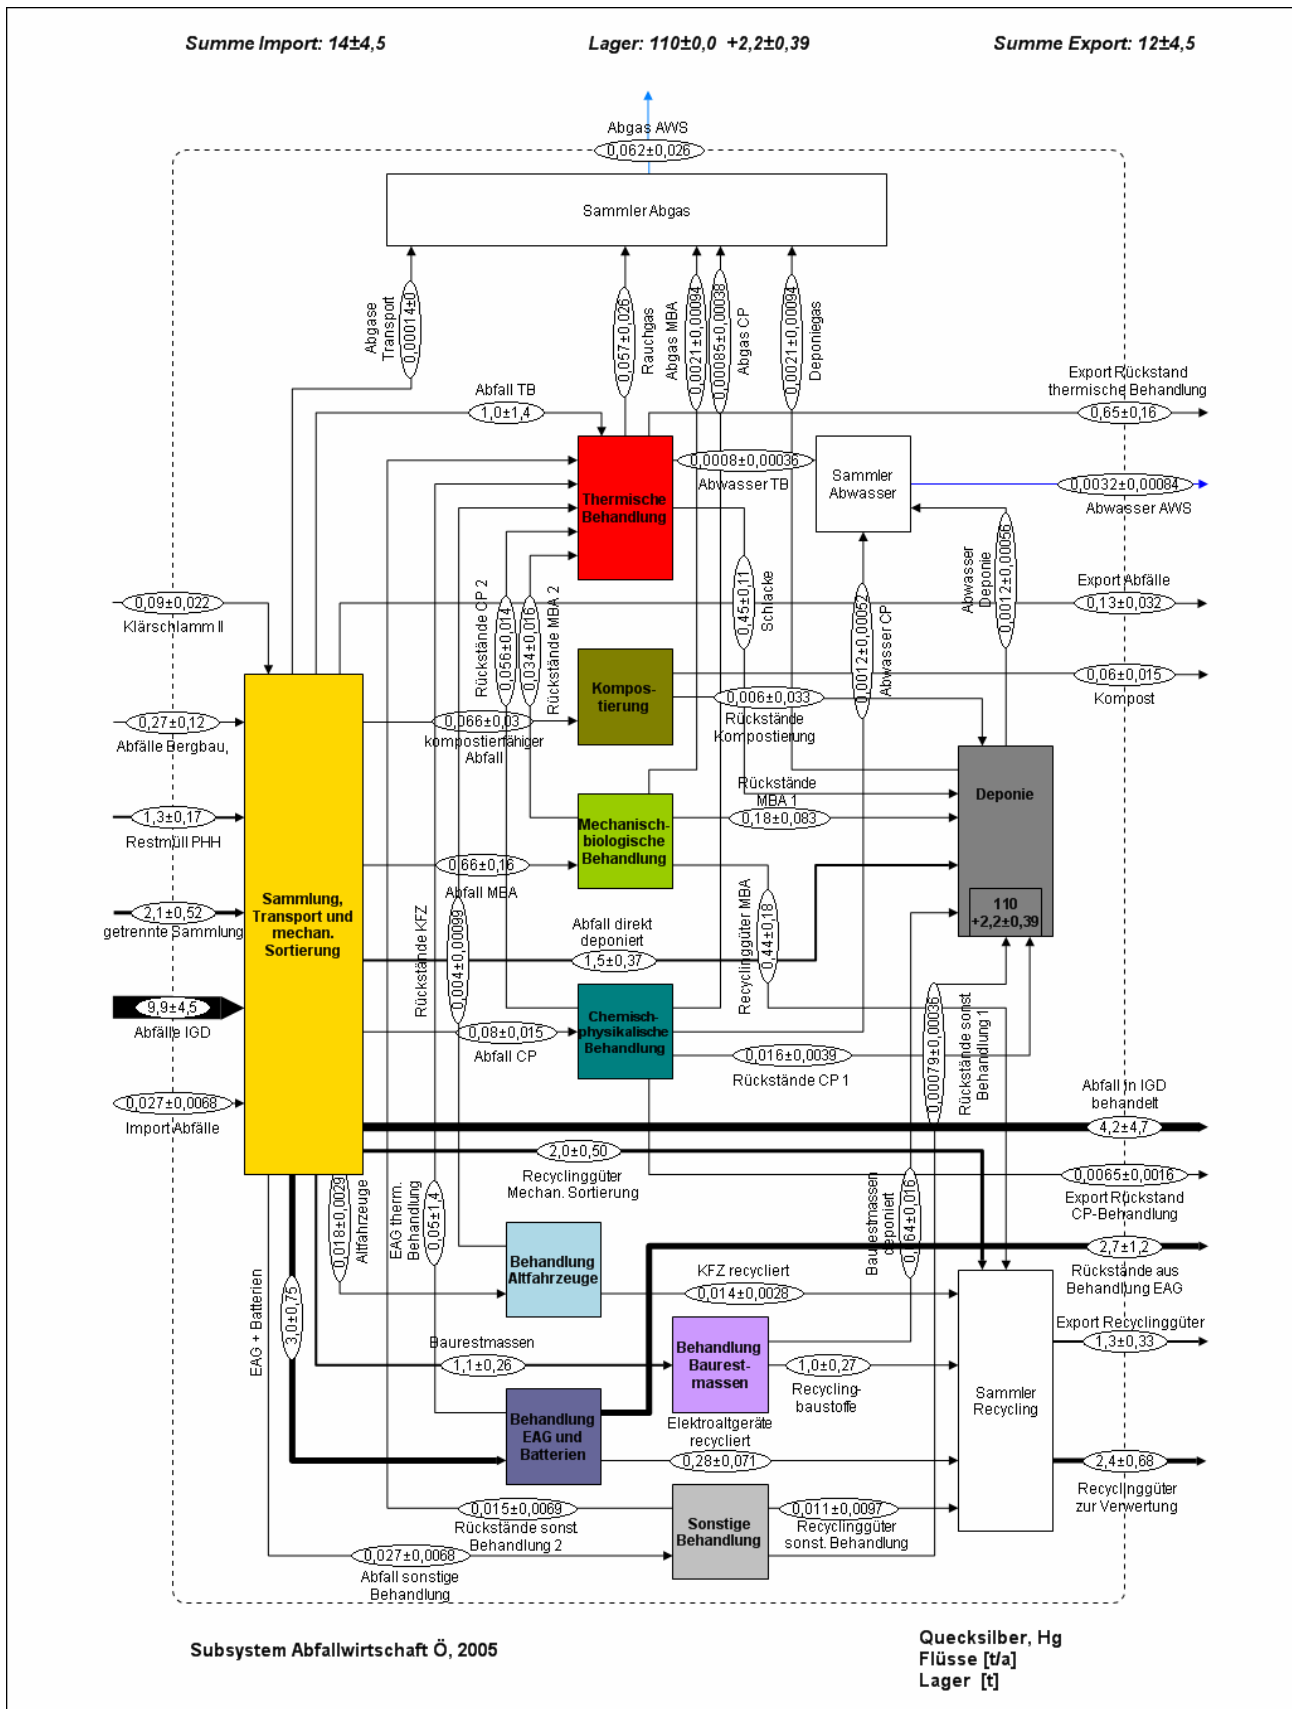 Summe Import: 14±4,5
Lager: 110±0,0 +2,2±0,39
Summe Export: 12±4,5
Abgas AWS
0,062±0,026
Sammler Abgas
Abgase
Transport
0,00014±0
0,057±0,026
Rauchgas
Abgas MBA
0,0021±0,00094
0,00085±0,00038
Abgas CP
0,0021±0,00094
Deponiegas
Export Rückstand
thermische Behandlung
0,65±0,16
Abfall TB
1,0±1,4
Thermische
Behandlung
0,0008±0,00036
Abwasser TB
Sammler
Abwasser
0,0032±0,00084
Abwasser AWS
Abwasser
Deponie
0,0012±0,00056
Export Abfälle
0,13±0,032
0,09±0,022
Klärschlamm II
Rückstände CP 2
0,056±0,014
0,034±0,016
Rückstände MBA 2
0,45±0,11
Schlacke
0,0012±0,00052
Abwasser CP
Kompos-
tierung
0,06±0,015
Kompost
0,006±0,033
Rückstände
Kompostierung
0,27±0,12
Abfälle Bergbau,
0,066±0,03
kompostierfähiger
Abfall
Deponie
110
+2,2±0,39
Rückstände
MBA 1
0,18±0,083
1,3±0,17
Restmüll PHH
Mechanisch-
biologische
Behandlung
0,66±0,16
Abfall MBA
2,1±0,52
getrennte Sammlung
Sammlung,
Transport und
mechan.
Sortierung
Rückstände KFZ
0,004±0,00099
Abfall direkt
deponiert
1,5±0,37
Recyclinggüter MBA
0,44±0,18
9,9±4,5
Abfälle IGD
Chemisch-
physikalische
Behandlung
0,08±0,015
Abfall CP
0,016±0,0039
Rückstände CP 1
0,00079±0,00036
Rückstände sonst.
Behandlung 1
0,027±0,0068
Import Abfälle
Abfall in IGD
behandelt
4,2±4,7
2,0±0,50
Recyclinggüter
Mechan. Sortierung
0,0065±0,0016
Export Rückstand
CP-Behandlung
0,018±0,0029
Altfahrzeuge
EAG therm.
Behandlung
0,05±1,4
Baurestmassen
deponiert
Behandlung
Altfahrzeuge
2,7±1,2
Rückstände aus
Behandlung EAG
KFZ recycliert
0,014±0,0028
EAG + Batterien
3,0±0,75
Baurestmassen
1,1±0,26
Behandlung
Baurest-
massen
1,0±0,27
Recycling-
baustoffe
Export Recyclinggüter
1,3±0,33
Sammler
Recycling
Behandlung
EAG und
Batterien
Elektroaltgeräte
recycliert
0,28±0,071
2,4±0,68
Recyclinggüter
zur Verwertung
0,015±0,0069
Rückstände sonst.
Behandlung 2
Sonstige
Behandlung
0,011±0,0097
Recyclinggüter
sonst. Behandlung
0,027±0,0068
Abfall sonstige
Behandlung
Subsystem Abfallwirtschaft Ö, 2005
Quecksilber, Hg
Flüsse [t/a]
Lager [t]